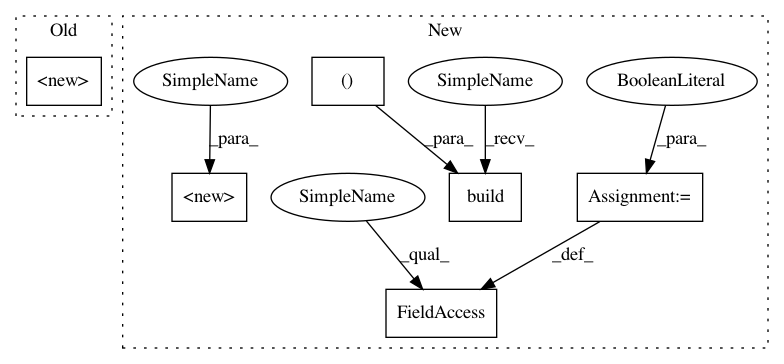 Old
New
<new>
SimpleName
()
SimpleName
BooleanLiteral
_para_
_para_
_recv_
_para_
<new>
SimpleName
build
Assignment:=
_qual_
_def_
FieldAccess